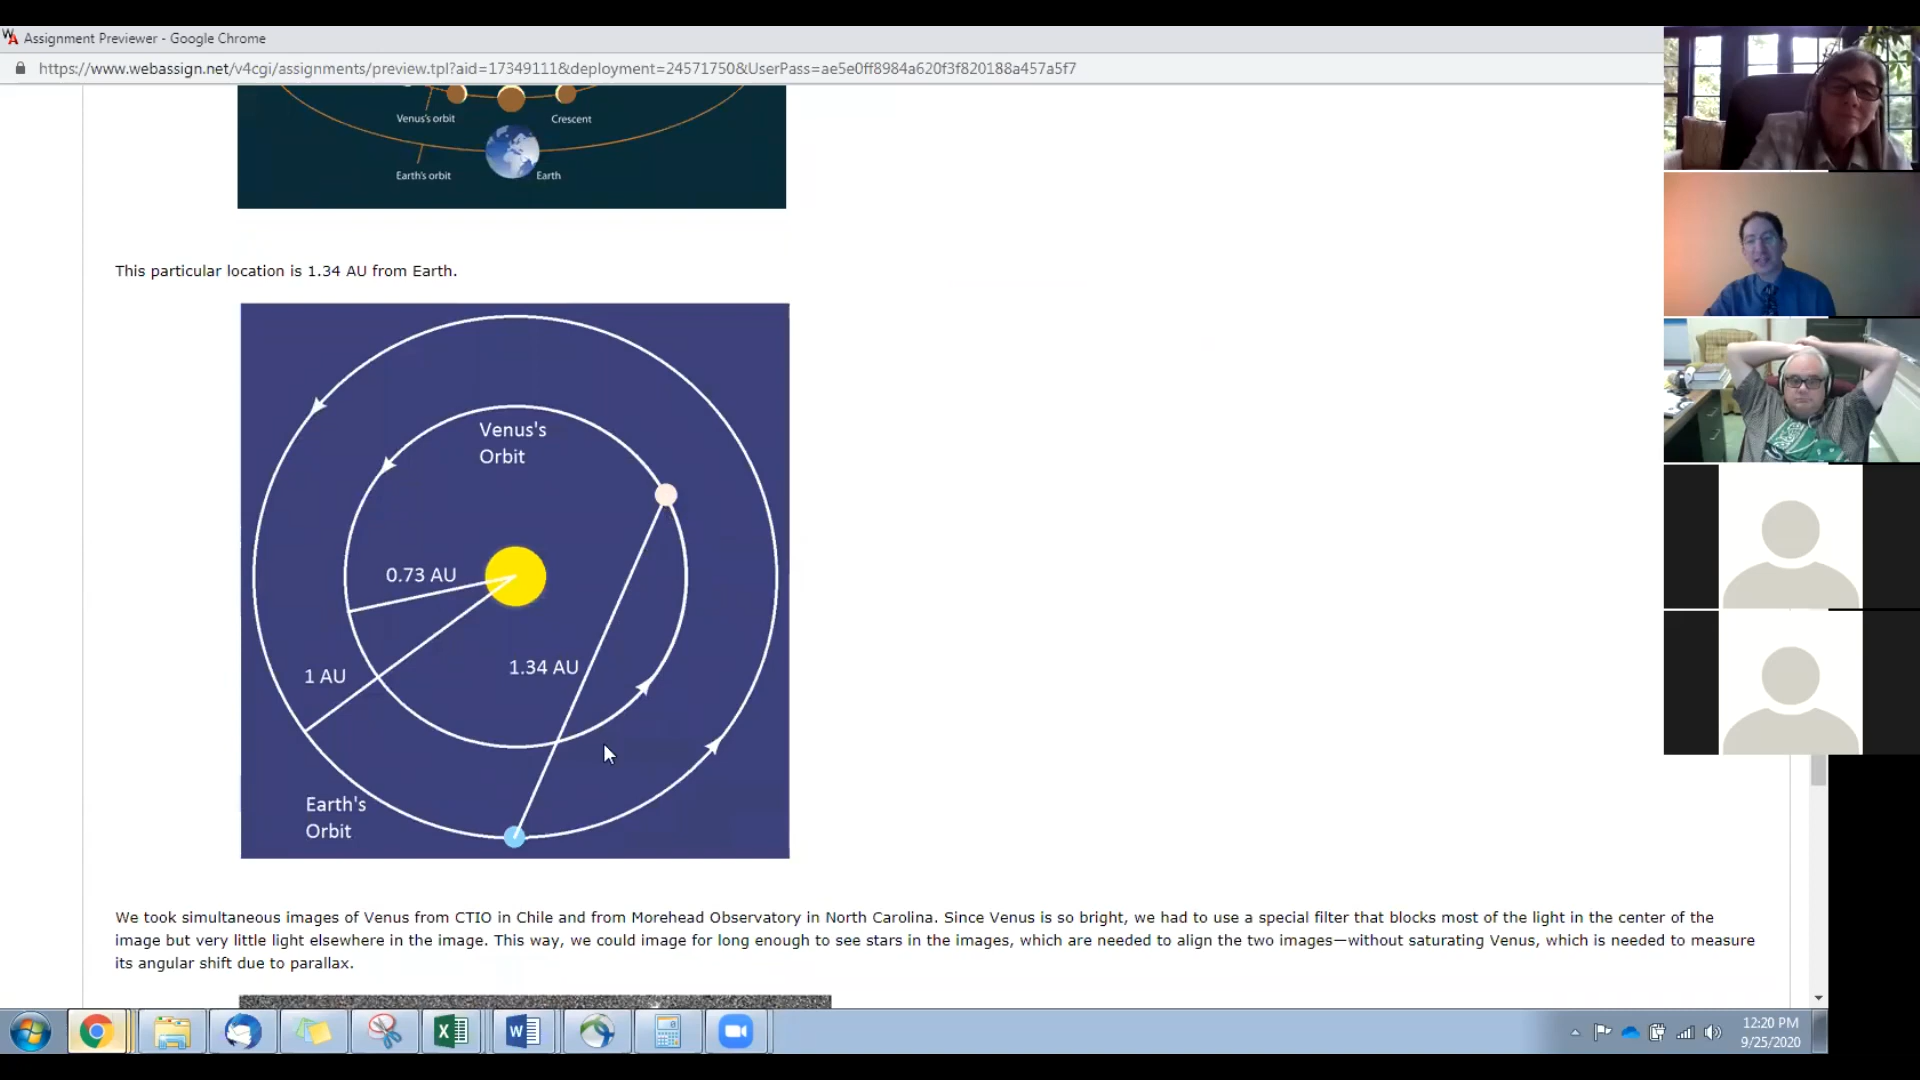 Assignment Previewer - Google Chrome
https://www.webassign.net/v4cgi/assignments/preview.tpl?aid=17349111&deployment=24571750&UserPass=ae5e0ff8984a620f3f820188a457a5f7
Venus's orbit
Crescent
Earth's orbit
Earth
This particular location is 1.34 AU from Earth.
Venus's
Orbit
0.73 AU
1.34 AU
1 AU
Earth's
Orbit
We took simultaneous images of Venus from CTIO in Chile and from Morehead Observatory in North Carolina. Since Venus is so bright, we had to use a special filter that blocks most of the light in the center of the
image but very little light elsewhere in the image. This way, we could image for long enough to see stars in the images, which are needed to align the two images—without saturating Venus, which is needed to measure
its angular shift due to parallax.
12:20 PM
9/25/2020